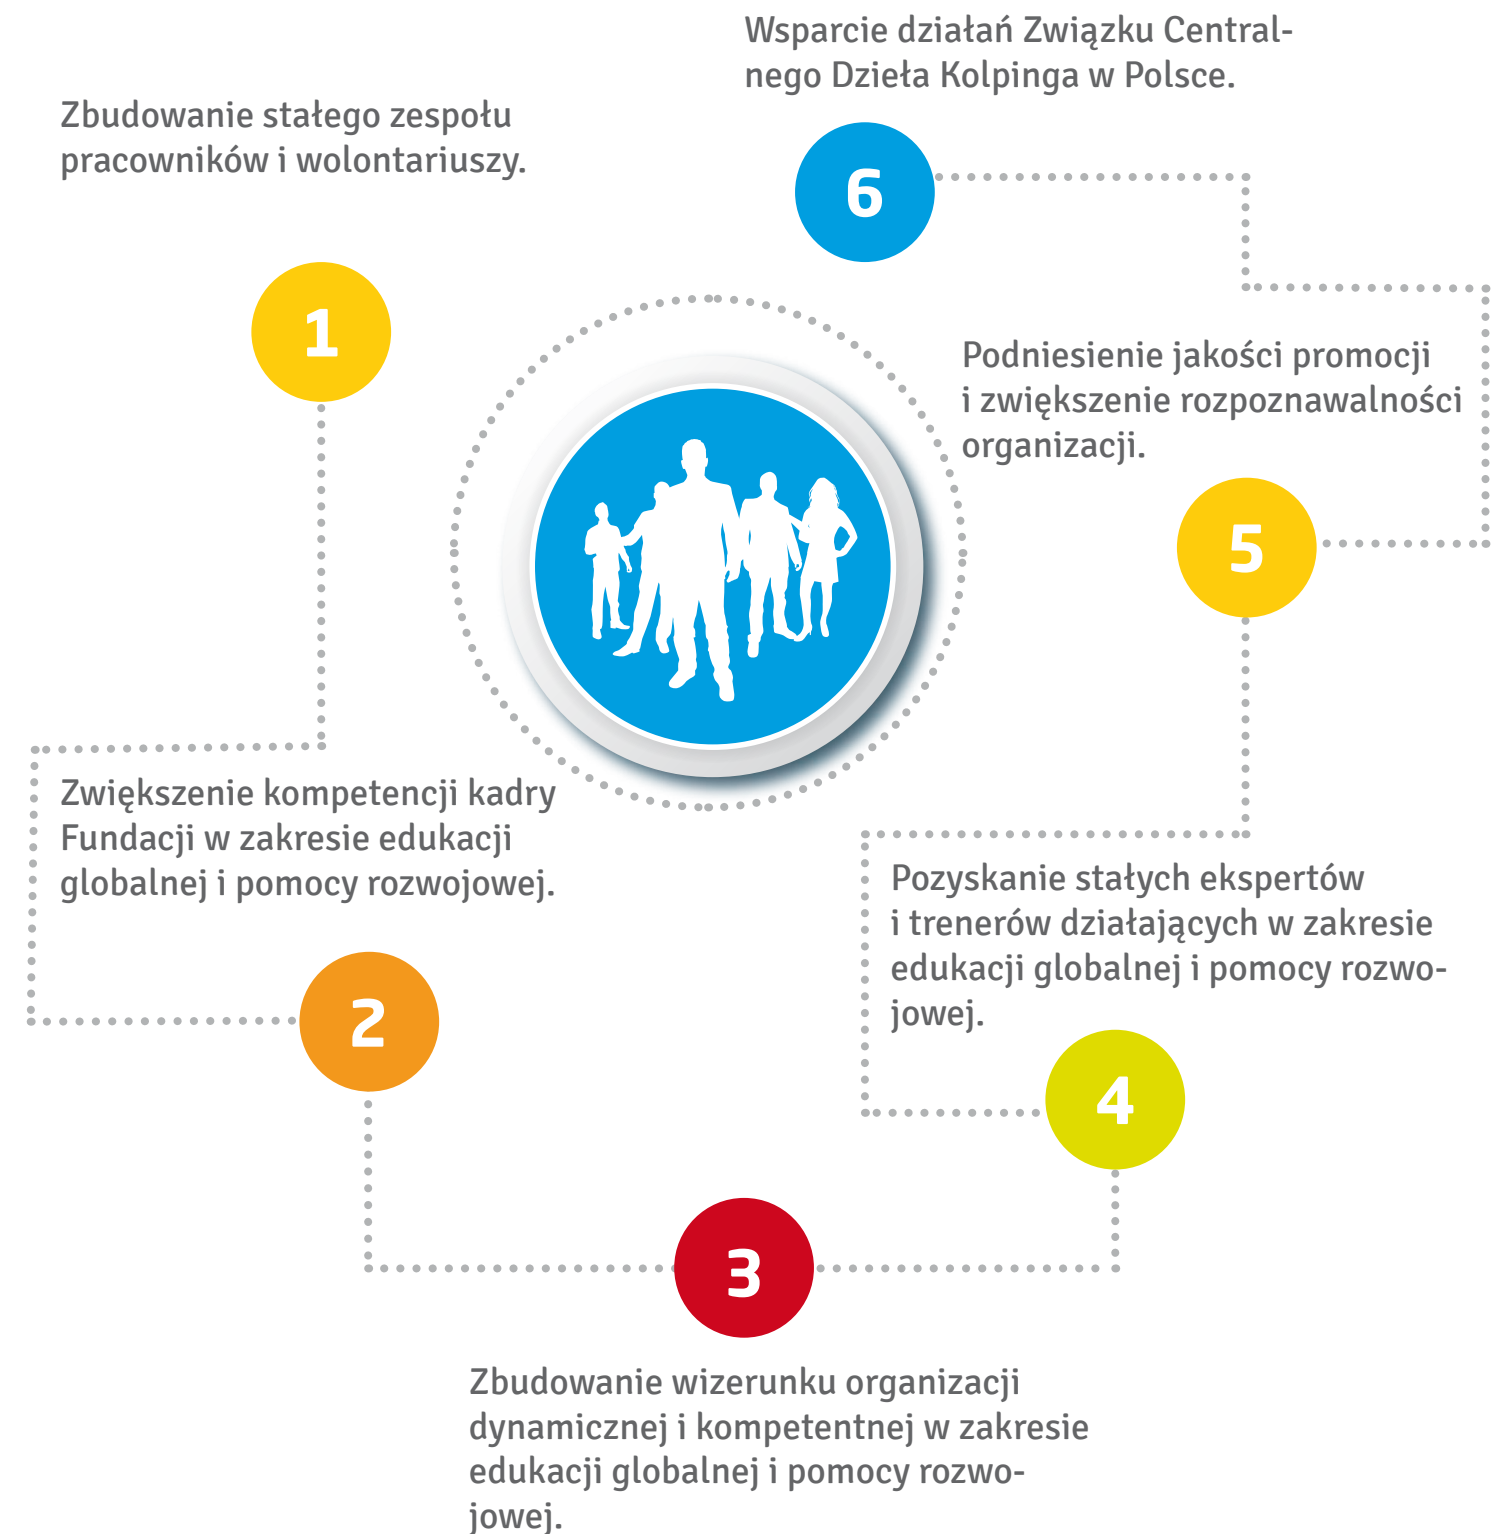 Zbudowanie stałego zespołu
pracowników i wolontariuszy.
1
Zwiększenie kompetencji kadry
Fundacji w zakresie edukacji
globalnej i pomocy rozwojowej.
2
3
Zbudowanie wizerunku organizacji
dynamicznej i kompetentnej w zakresie
edukacji globalnej i pomocy rozwo-
jowej.
Pozyskanie stałych ekspertów
i trenerów działających w zakresie
edukacji globalnej i pomocy rozwo-
jowej.
4
Podniesienie jakości promocji
i zwiększenie rozpoznawalności
organizacji.
5
Wsparcie działań Związku Central-
nego Dzieła Kolpinga w Polsce.
6